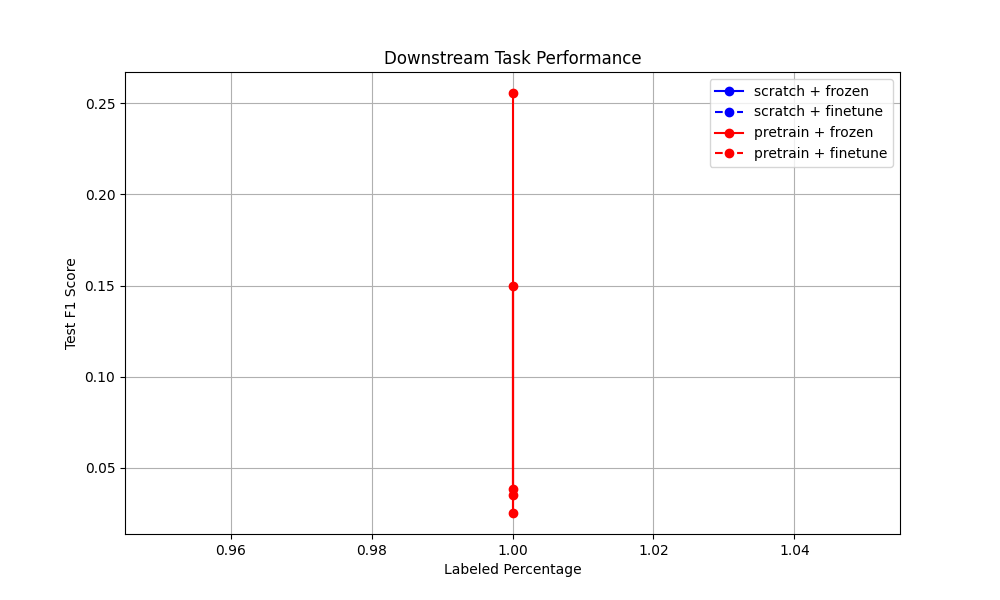 Downstream Task Performance
scratch + frozen
scratch + finetune
pretrain + frozen
pretrain + finetune
Test F1 Score
0.25
0.20
0.15
0.10
0.05
0.96
0.98
1.00
1.02
1.04
Labeled Percentage